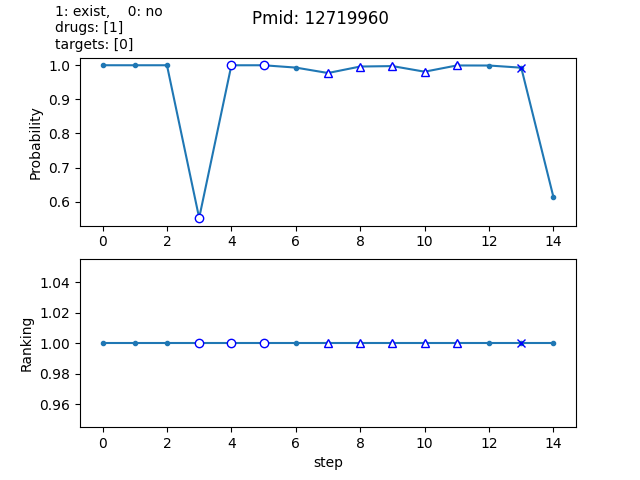 1: exist,    0: no
drugs: [1]
targets: [0]
Pmid: 12719960
1.0
0.9
0.8
0.7
0.6
Probability
0 2 4 6 8 10 12 14
1.04
1.02
1.00
0.98
0.96
Ranking
0 2 4 6 8 10 12 14
step